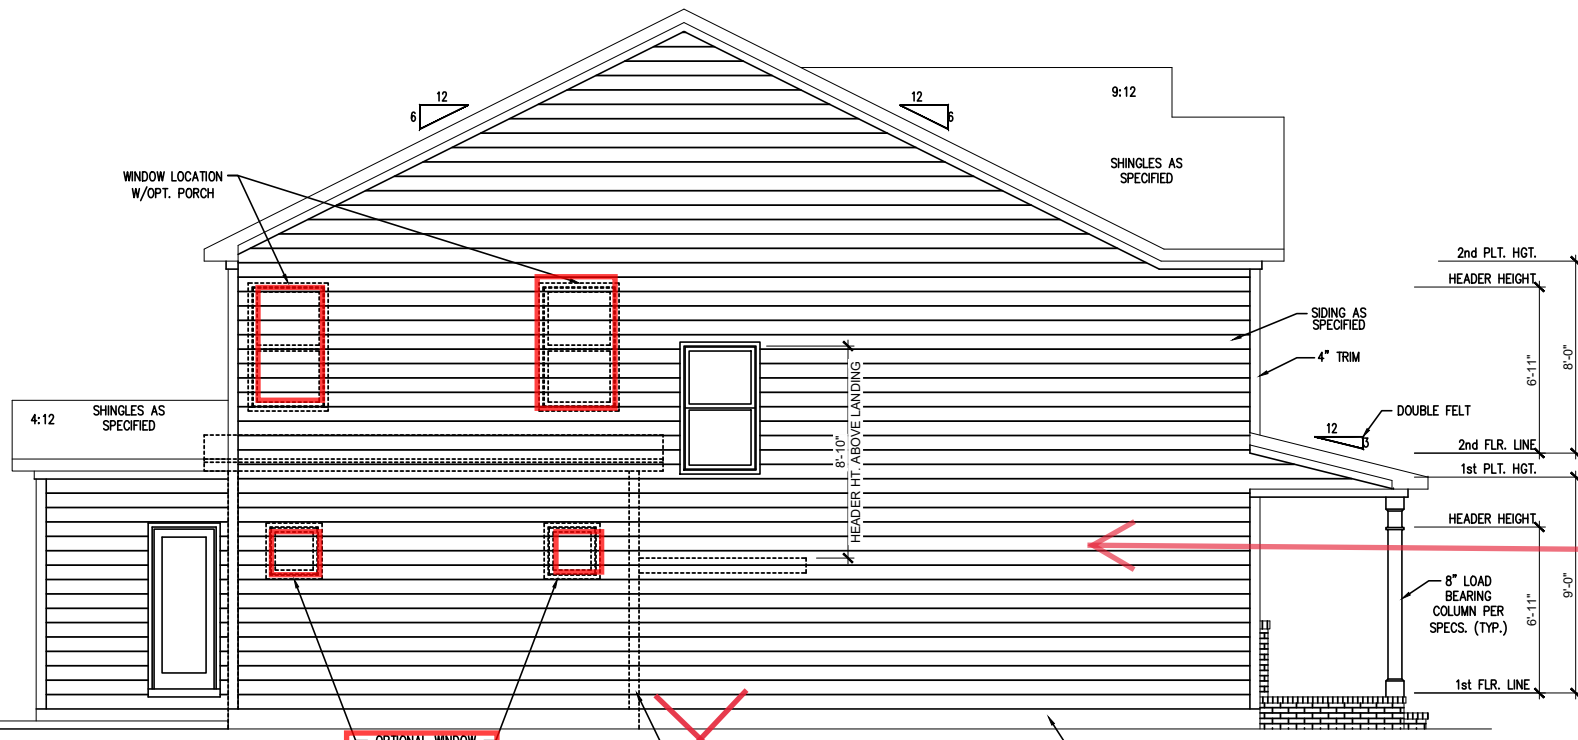 12
6
12
6
9:12
SHINGLES AS
SPECIFIED
WINDOW LOCATION
W/OPT. PORCH
2nd PLT. HGT.
HEADER HEIGHT
SIDING AS
SPECIFIED
4" TRIM
6'-11"
8'-0"
4:12
SHINGLES AS
SPECIFIED
8'-10"
HEADER HT. ABOVE LANDING
DOUBLE FELT
12
3
2nd FLR. LINE
1st PLT. HGT.
HEADER HEIGHT
8" LOAD
BEARING
COLUMN PER
SPECS. (TYP.)
6'-11"
9'-0"
1st FLR. LINE
OPTIONAL WINDOW